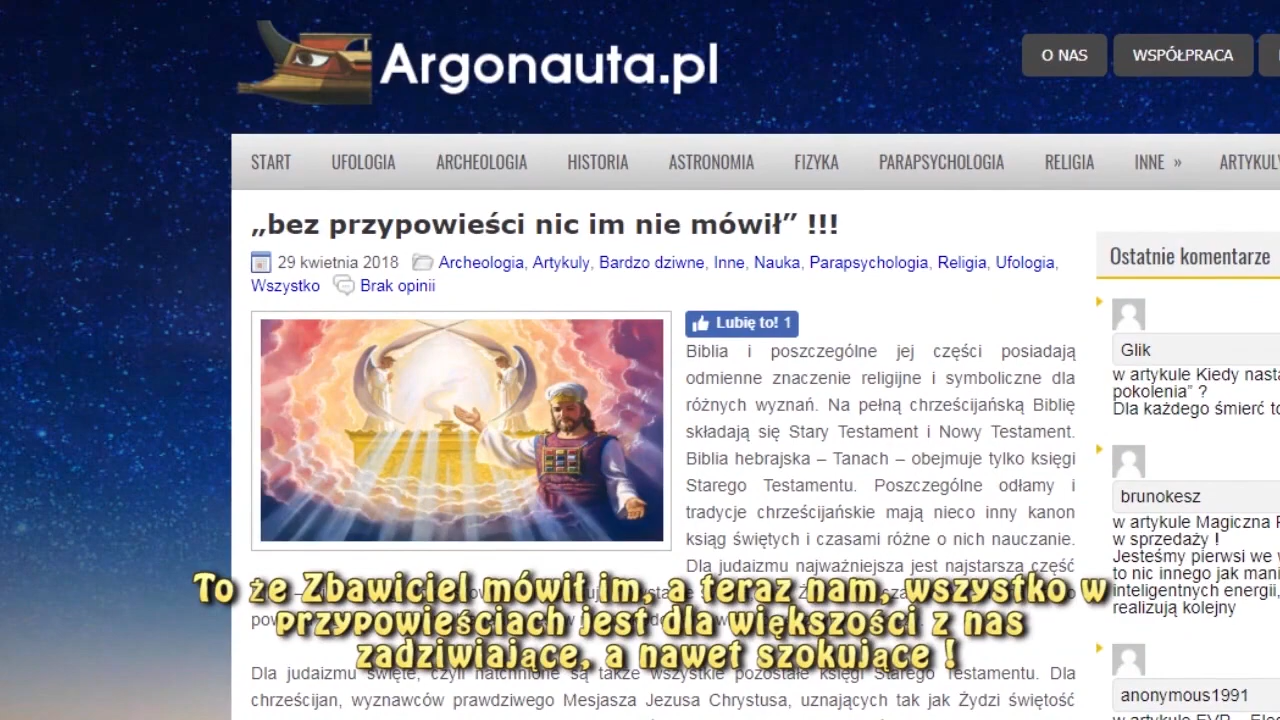 Argonauta.pl
O NAS
WSPÓŁPRACA
START
UFOLOGIA
ARCHEOLOGIA
HISTORIA
ASTRONOMIA
FIZYKA
PARAPSYCHOLOGIA
RELIGIA
INNE »
„bez przypowieści nic im nie mówił” !!!
29 kwietnia 2018 Archeologia, Artykuly, Bardzo dziwne, Inne, Nauka, Parapsychologia, Religia, Ufologia,
Wszystko Brak opinii
Lubię to! 1
Biblia i poszczególne jej części posiadają
odmienne znaczenie religijne i symboliczne dla
różnych wyznań. Na pełną chrześcijańską Biblię
składają się Stary Testament i Nowy Testament.
Biblia hebrajska – Tanach – obejmuje tylko księgi
Starego Testamentu. Poszczególne odłamy i
tradycje chrześcijańskie mają nieco inny kanon
ksiąg świętych i czasami różne o nich nauczanie.
Dla judaizmu najważniejsza jest najstarsza część
To że Zbawiciel mówił im, a teraz nam, wszystko w
przypowieściach jest dla większości z nas
zadziwiające, a nawet szokujące !
Dla judaizmu święte, czyli natchnione są także wszystkie pozostałe księgi Starego Testamentu. Dla
chrześcijan, wyznawców prawdziwego Mesjasza Jezusa Chrystusa, uznających tak jak Żydzi świętość
Ostatnie komentarze
Glik
w artykule Kiedy
pokolenia” ?
Dla każdego śmierć
brunokesz
w artykule Magiczna
w sprzedaży !
Jesteśmy pierwsi we
to nic innego jak
inteligentnych energii,
realizują kolejny
anonymous1991
w artykule EVP